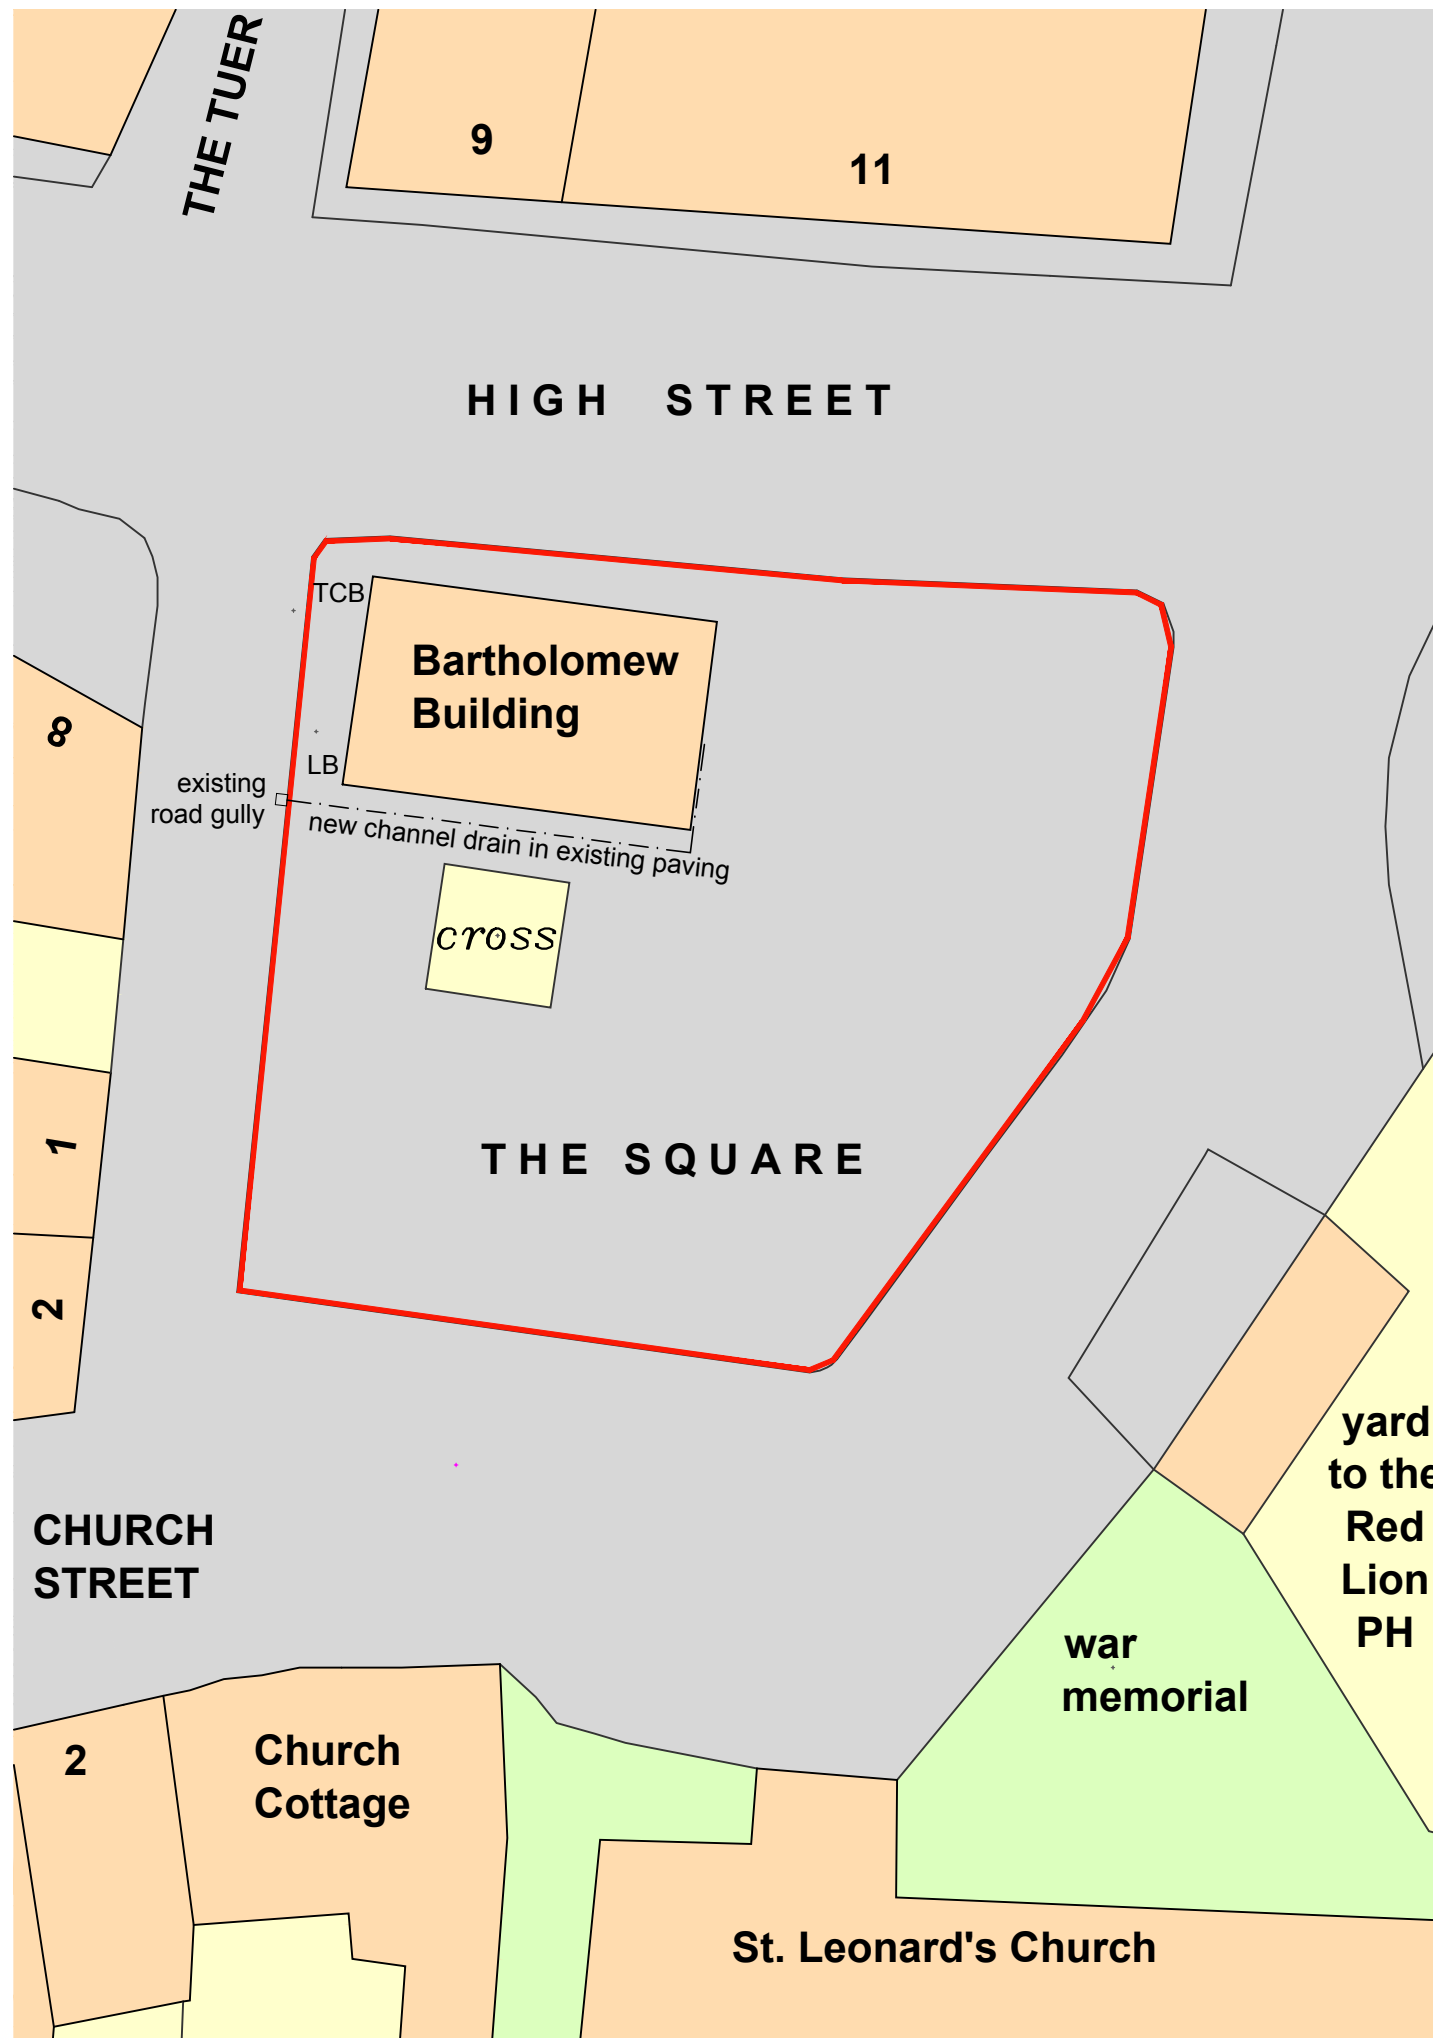 THE TUER
9
11
HIGH STREET
TCB
Bartholomew
Building
8
LB
existing
road gully
new channel drain in existing paving
cross
1
THE SQUARE
2
yard
to the
Red
Lion
PH
CHURCH
STREET
war
memorial
2
Church
Cottage
St. Leonard's Church